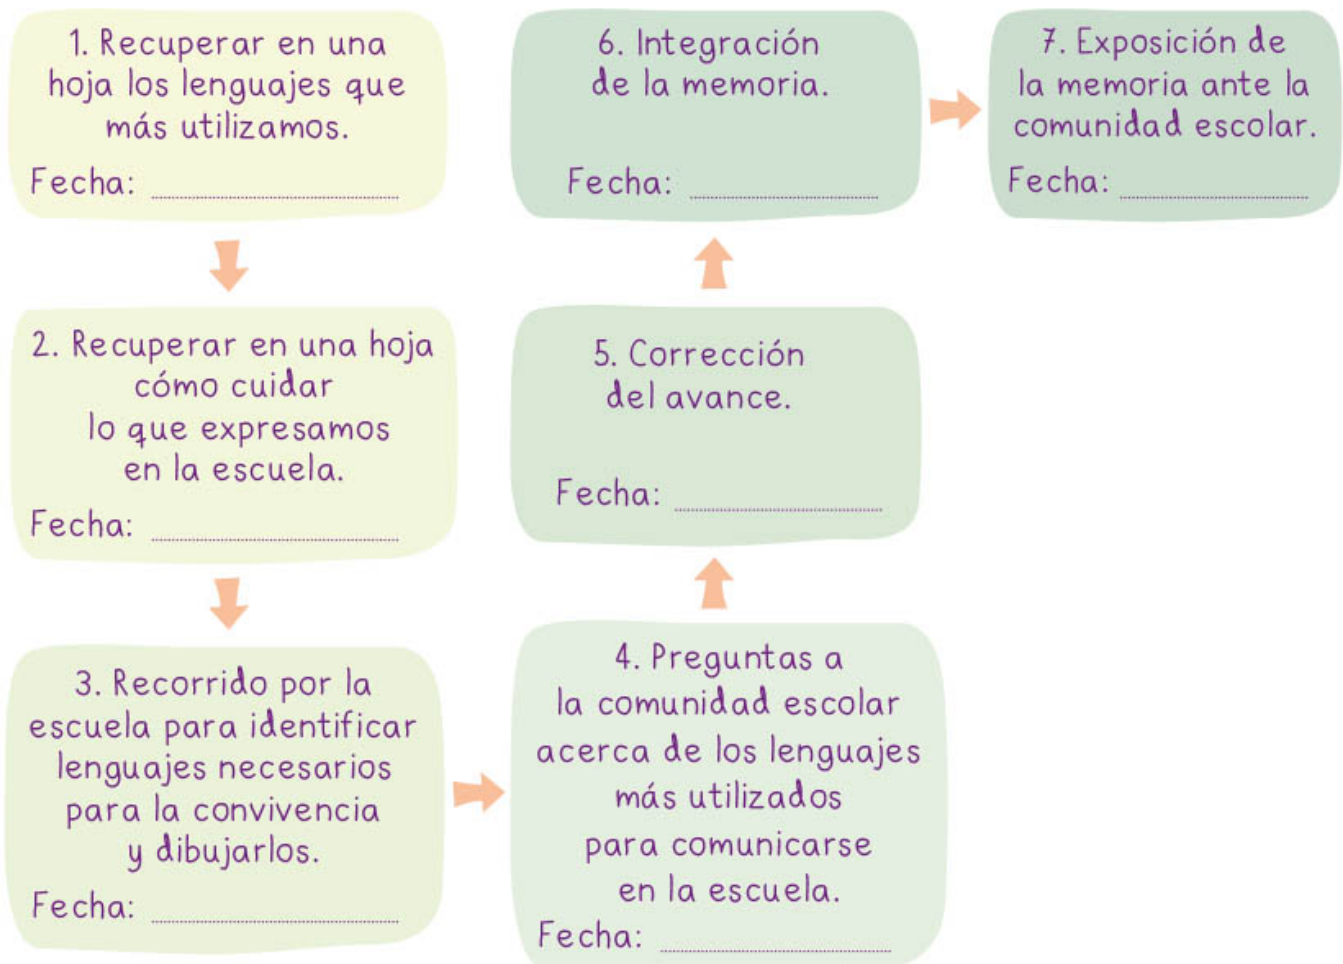 1. Recuperar en una
hoja los lenguajes que
más utilizamos.
Fecha:
2. Recuperar en una hoja
cómo cuidar
lo que expresamos
en la escuela.
Fecha:
3. Recorrido por la
escuela para identificar
lenguajes necesarios
para la convivencia
y dibujarlos.
Fecha:
4. Preguntas a
la comunidad escolar
acerca de los lenguajes
más utilizados
para comunicarse
en la escuela.
Fecha:
5. Corrección
del avance.
Fecha:
6. Integración
de la memoria.
Fecha:
7. Exposición de
la memoria ante la
comunidad escolar.
Fecha: